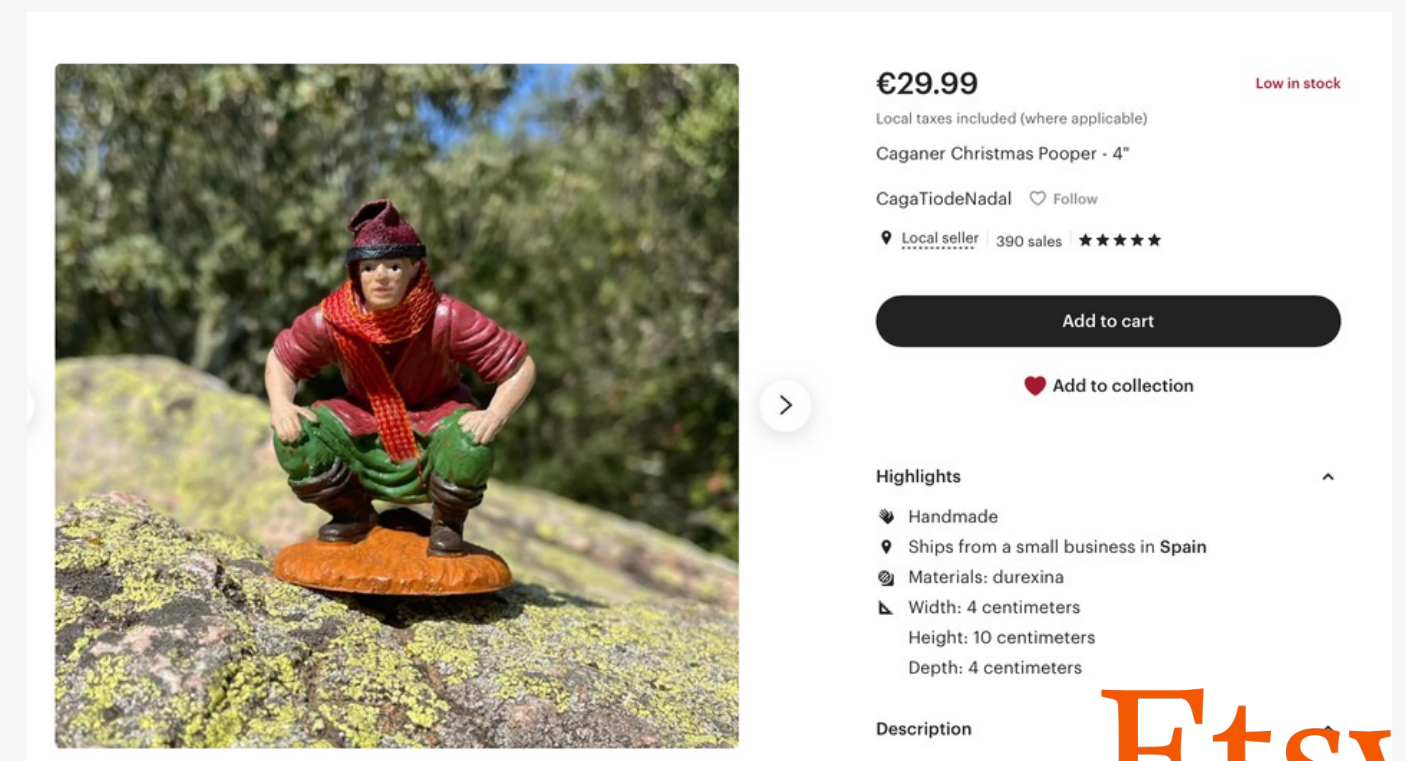 €29.99
Low in stock
Local taxes included (where applicable)
Caganer Christmas Pooper - 4"
CagaTiodeNadal Follow
Local seller 390 sales
Add to cart
Add to collection
Highlights
Handmade
Ships from a small business in Spain
Materials: durexina
Width: 4 centimeters
Height: 10 centimeters
Depth: 4 centimeters
Description
Etsy